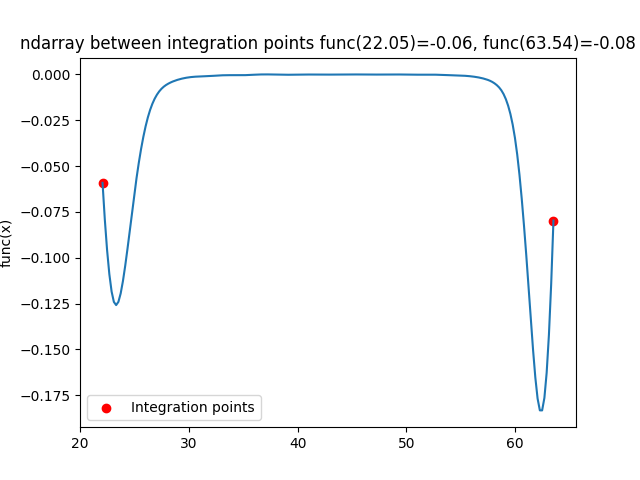 ndarray between integration points func(22.05)=-0.06, func(63.54)=-0.08
0.000
−0.025
−0.050
−0.075
−0.100
−0.125
−0.150
−0.175
func(x)
Integration points
20 30 40 50 60